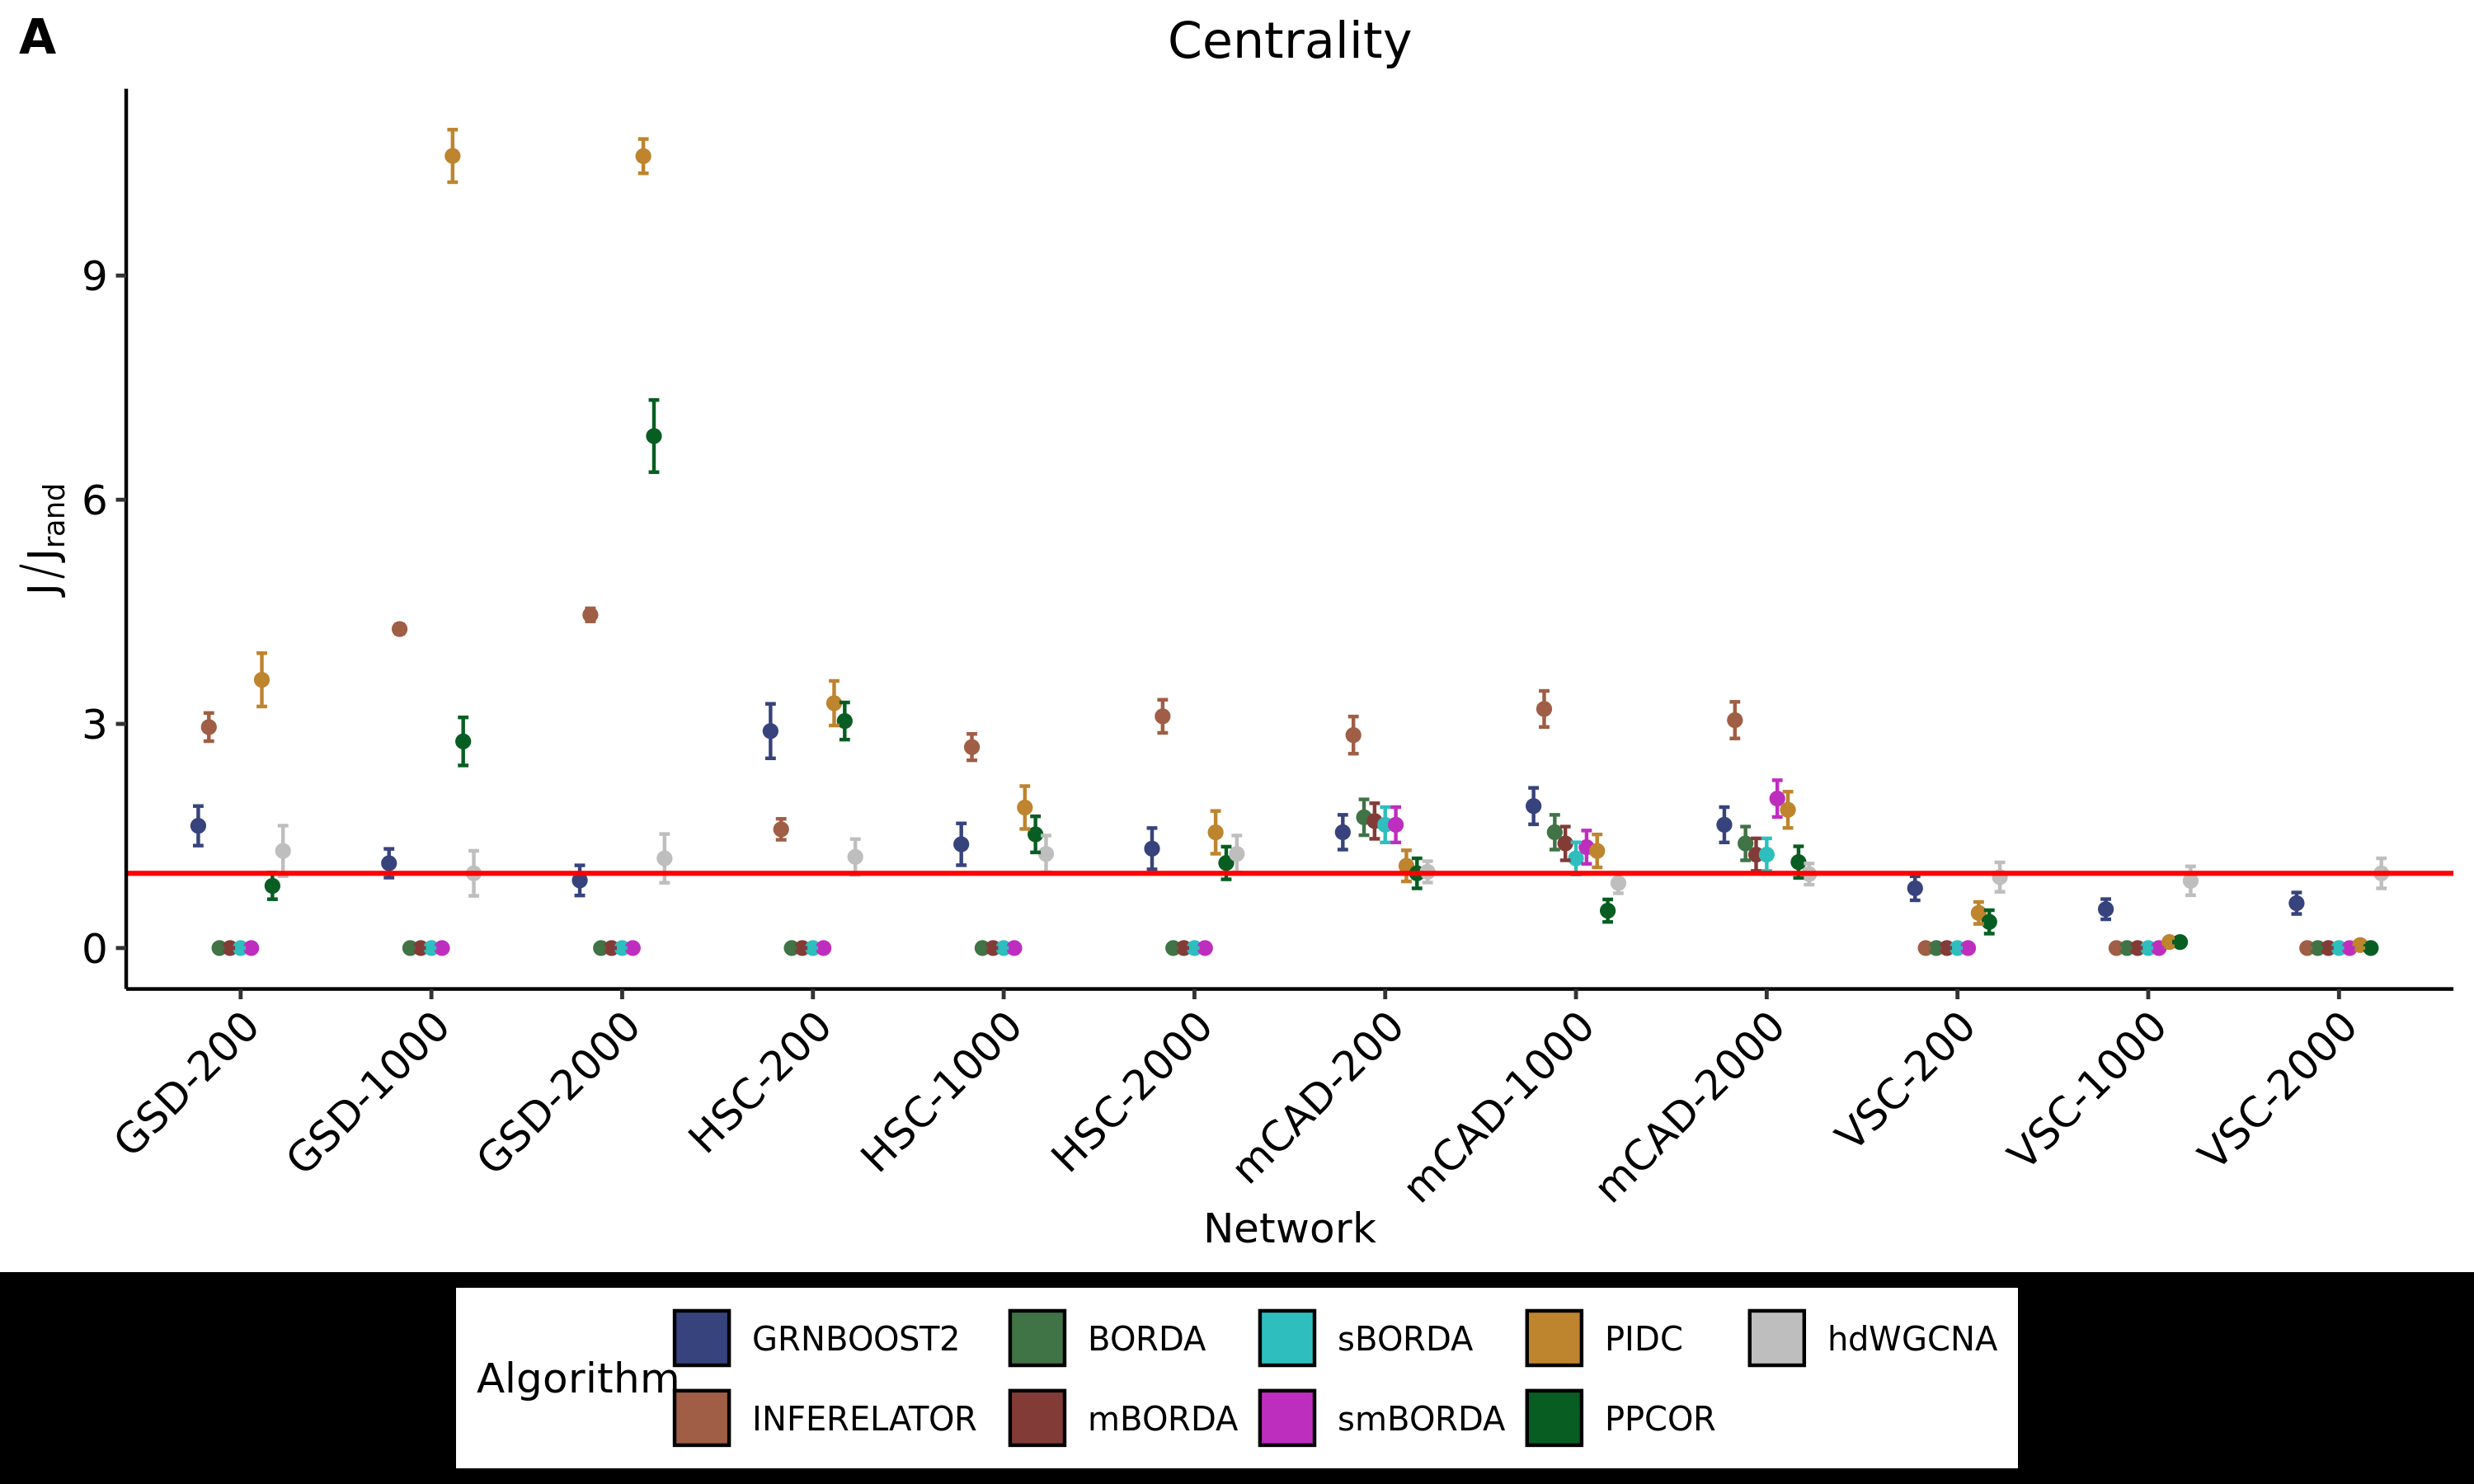 A
Centrality
J/Jrand
9
6
3
0
GSD-200
GSD-1000
GSD-2000
HSC-200
HSC-1000
HSC-2000
mCAD-200
mCAD-1000
mCAD-2000
VSC-200
VSC-1000
VSC-2000
Network
Algorithm
GRNBOOST2 BORDA sBORDA PIDC hdWGCNA
INFERELATOR mBORDA smBORDA PPCOR